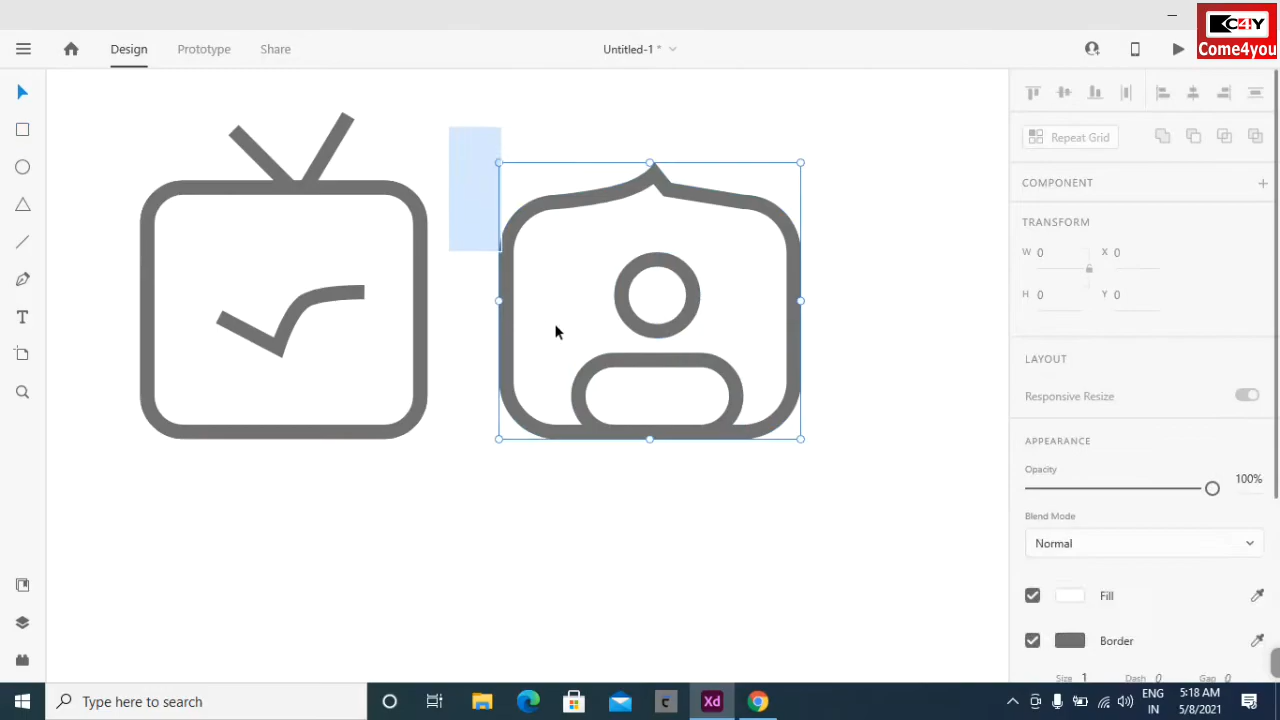 C4Y
Come4you
Design
Prototype
Share
Untitled-1 *
Repeat Grid
COMPONENT
TRANSFORM
W 0 X 0
H 0 Y 0
LAYOUT
Responsive Resize
APPEARANCE
Opacity
100%
Blend Mode
Normal
Fill
Border
Size 1 Dash 0 Gap 0
Type here to search
C
Xd
ENG
IN
5:18 AM
5/8/2021